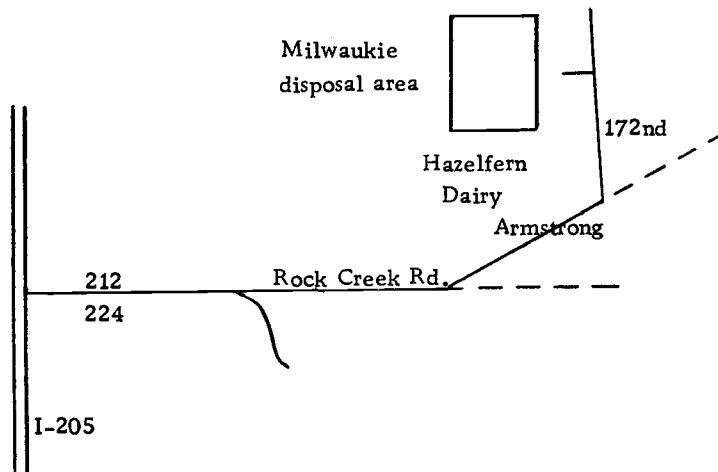 Milwaukie
disposal area
172nd
Hazelfern
Dairy
Armstrong
212
Rock Creek Rd.
224
I-205